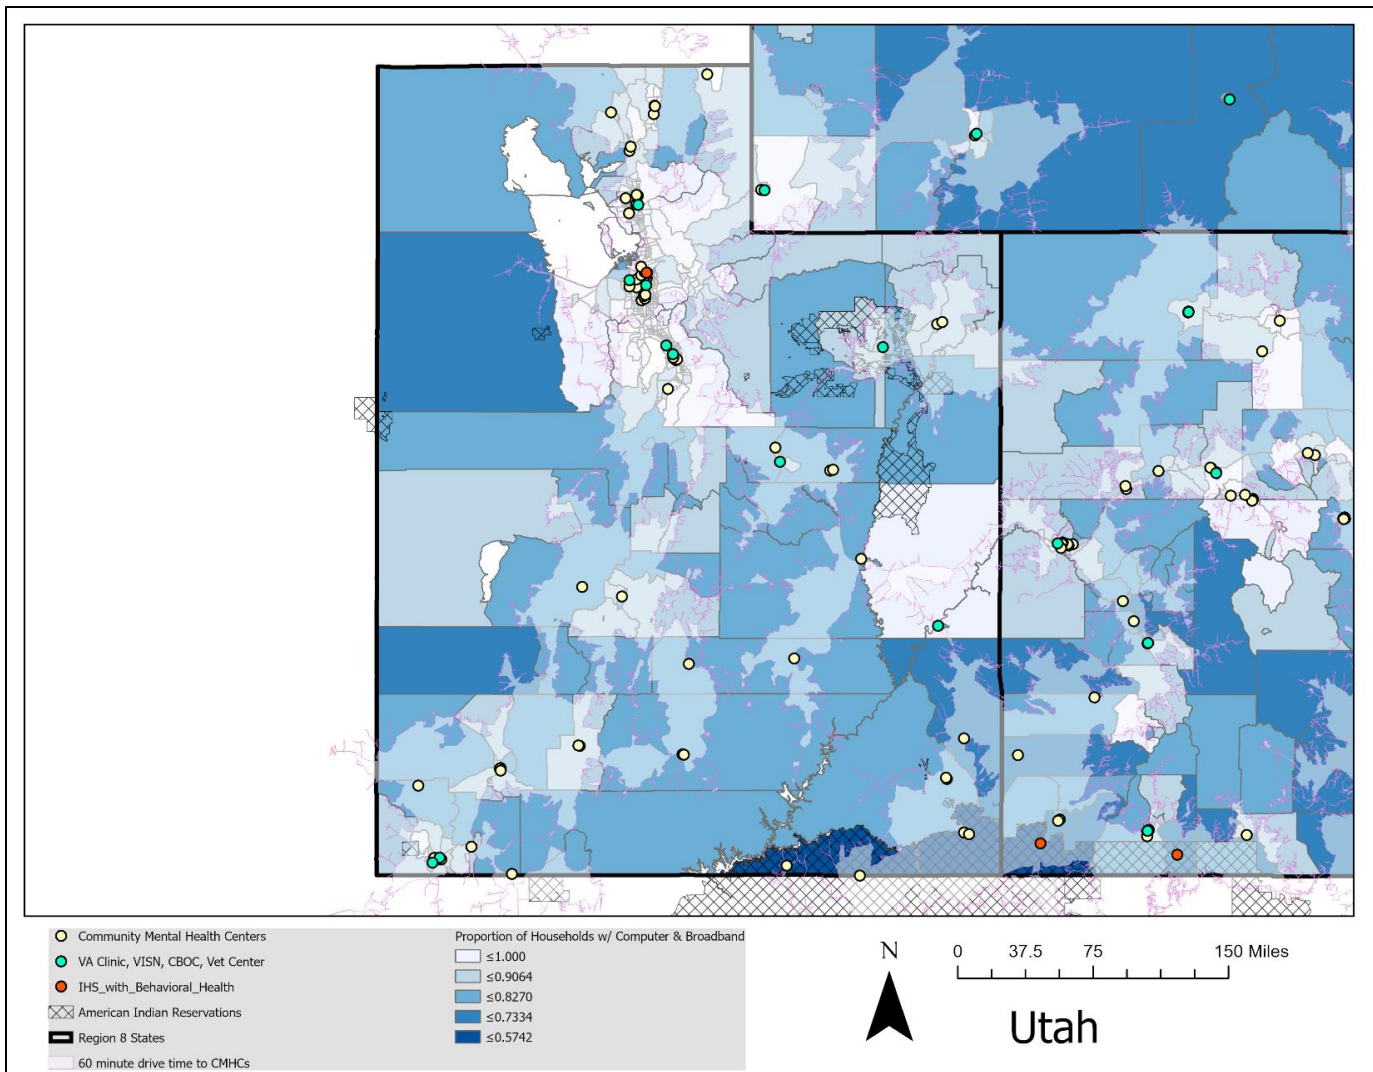 Community Mental Health Centers
VA Clinic, VISN, CBOC, Vet Center
IHS_with_Behavioral_Health
American Indian Reservations
Region 8 States
60 minute drive time to CMHCs
Proportion of Households w/ Computer & Broadband
≤1.000
≤0.9064
≤0.8270
≤0.7334
≤0.5742
N
0 37.5 75 150 Miles
Utah